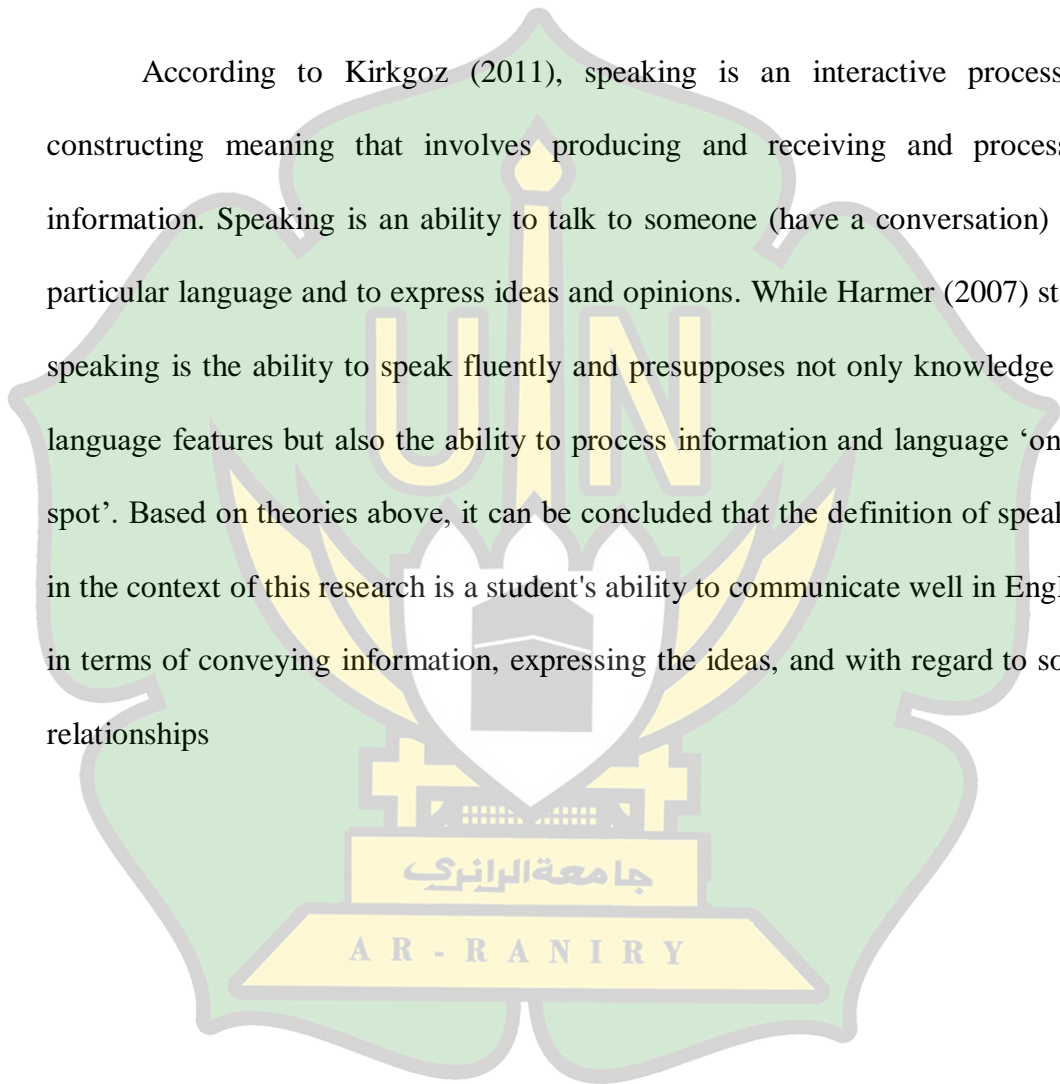 According to Kirkgoz (2011), speaking is an interactive process
constructing meaning that involves producing and receiving and
information. Speaking is an ability to talk to someone (have a conversation)
particular language and to express ideas and opinions. While Harmer (2007)
speaking is the ability to speak fluently and presupposes not only knowledge
language features but also the ability to process information and language ‘on
spot’. Based on theories above, it can be concluded that the definition of
in the context of this research is a student's ability to communicate well in
in terms of conveying information, expressing the ideas, and with regard to
relationships
UIN
جامعة الرانري
AR-RANIRY